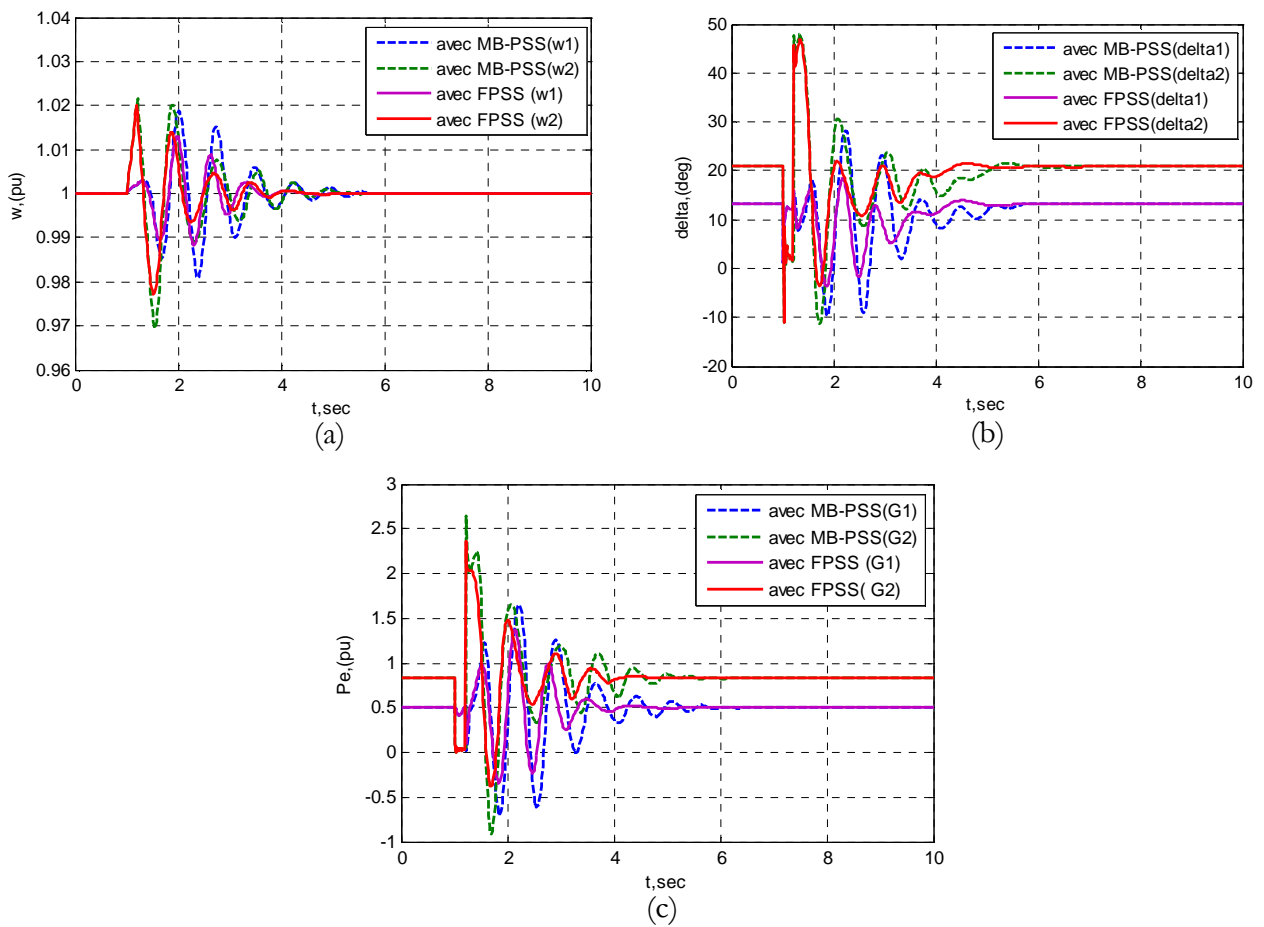 1.04
1.03
1.02
1.01
1
0.99
0.98
0.97
0.96
0 2 4 6 8 10
w,(pu)
t,sec
avec MB-PSS(w1)
avec MB-PSS(w2)
avec FPSS (w1)
avec FPSS (w2)
(a)
50
40
30
20
10
0
-10
-20
0 2 4 6 8 10
delta,(deg)
t,sec
avec MB-PSS(delta1)
avec MB-PSS(delta2)
avec FPSS(delta1)
avec FPSS(delta2)
(b)
3
2.5
2
1.5
1
0.5
0
-0.5
-1
0 2 4 6 8 10
Pe,(pu)
t,sec
avec MB-PSS(G1)
avec MB-PSS(G2)
avec FPSS (G1)
avec FPSS( G2)
(c)